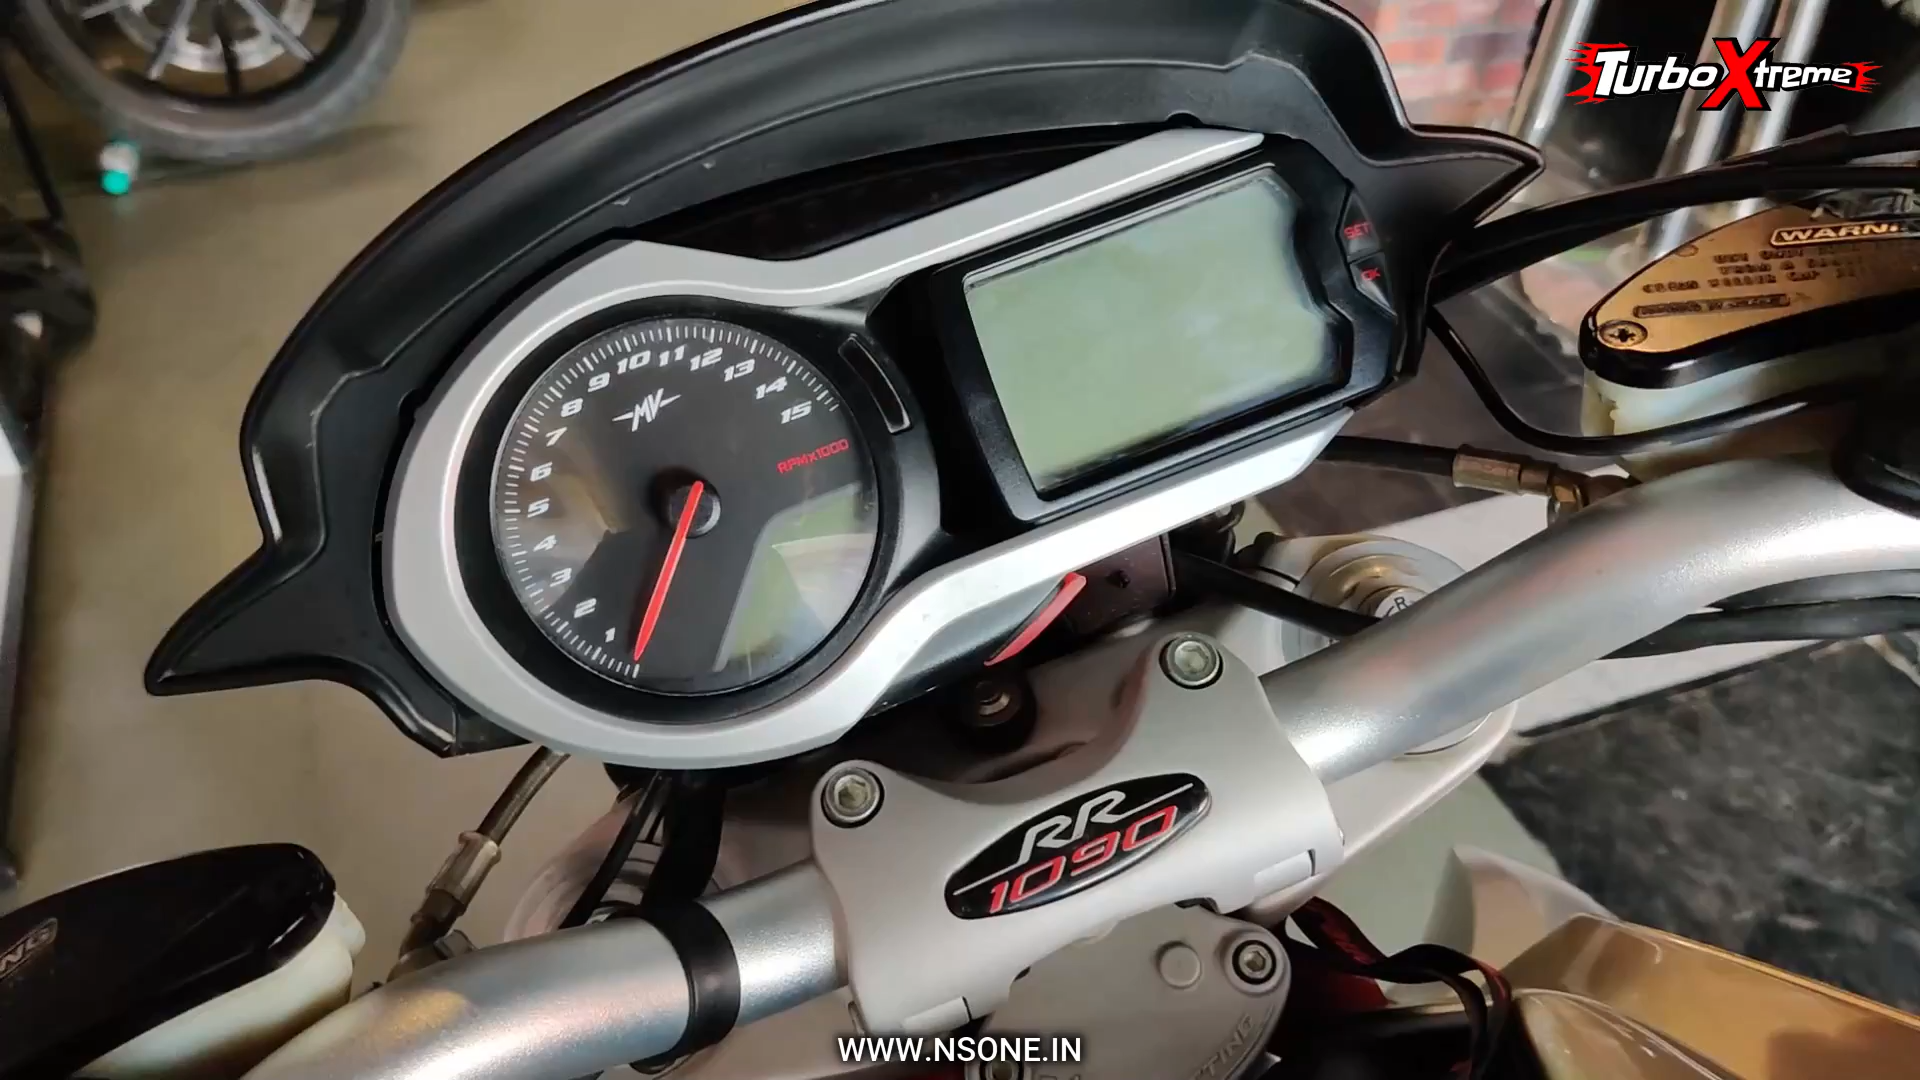 TurboXtreme
SET
OK
10 11 12
9 13
8 14
7 15
6
5
4
3
2
1
MV
RPMx1000
WARNI
R
RR
1090
WWW.NSONE.IN